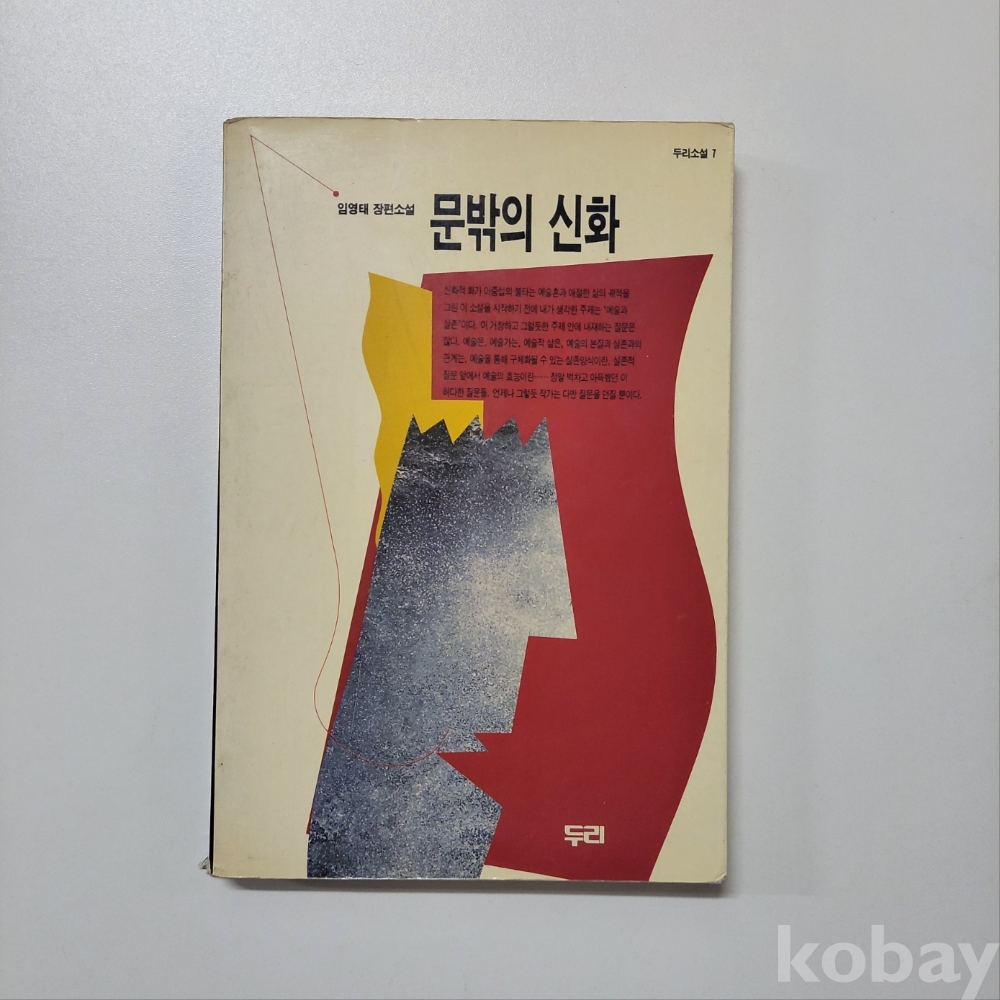 두리소설 7
임영태 장편소설
문밖의 신화
신화적 화가 이중섭의 불타는 예술혼과 애절한 삶의 궤적을
그린 이 소설을 시작하기 전에 내가 생각한 주제는 "예술과
실존"이다. 이 거창하고 그럴듯한 주제 안에 내재하는 질문은
많다. 예술은, 예술가는, 예술적 삶은, 예술의 본질과 실존과의
관계는, 예술을 통해 구체화될 수 있는 실존양식이란, 실존적
질문 앞에서 예술의 효능이란…… 정말 벅차고 아득했던 이
허다한 질문들. 언제나 그렇듯 작가는 다만 질문을 던질 뿐이다.
두리
kobay